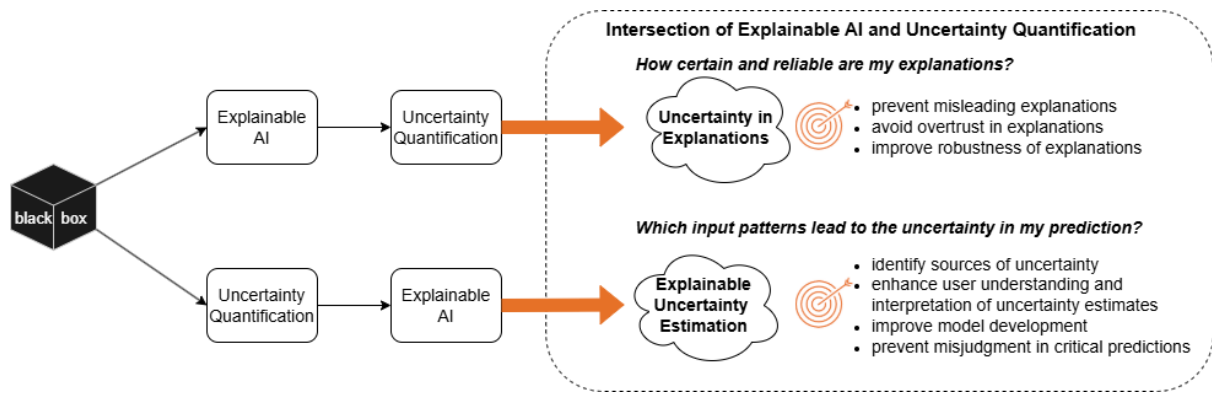 Intersection of Explainable AI and Uncertainty Quantification
How certain and reliable are my explanations?
Explainable
AI
Uncertainty
Quantification
Uncertainty in
Explanations
• prevent misleading explanations
• avoid overtrust in explanations
• improve robustness of explanations
black box
Which input patterns lead to the uncertainty in my prediction?
Uncertainty
Quantification
Explainable
AI
Explainable
Uncertainty
Estimation
• identify sources of uncertainty
• enhance user understanding and
interpretation of uncertainty estimates
• improve model development
• prevent misjudgment in critical predictions